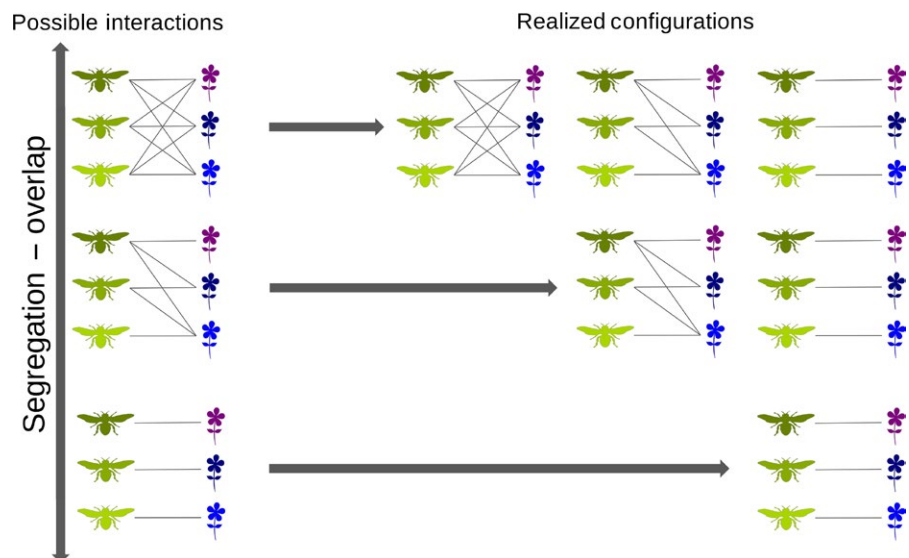 Possible interactions
Realized configurations
Segregation – overlap